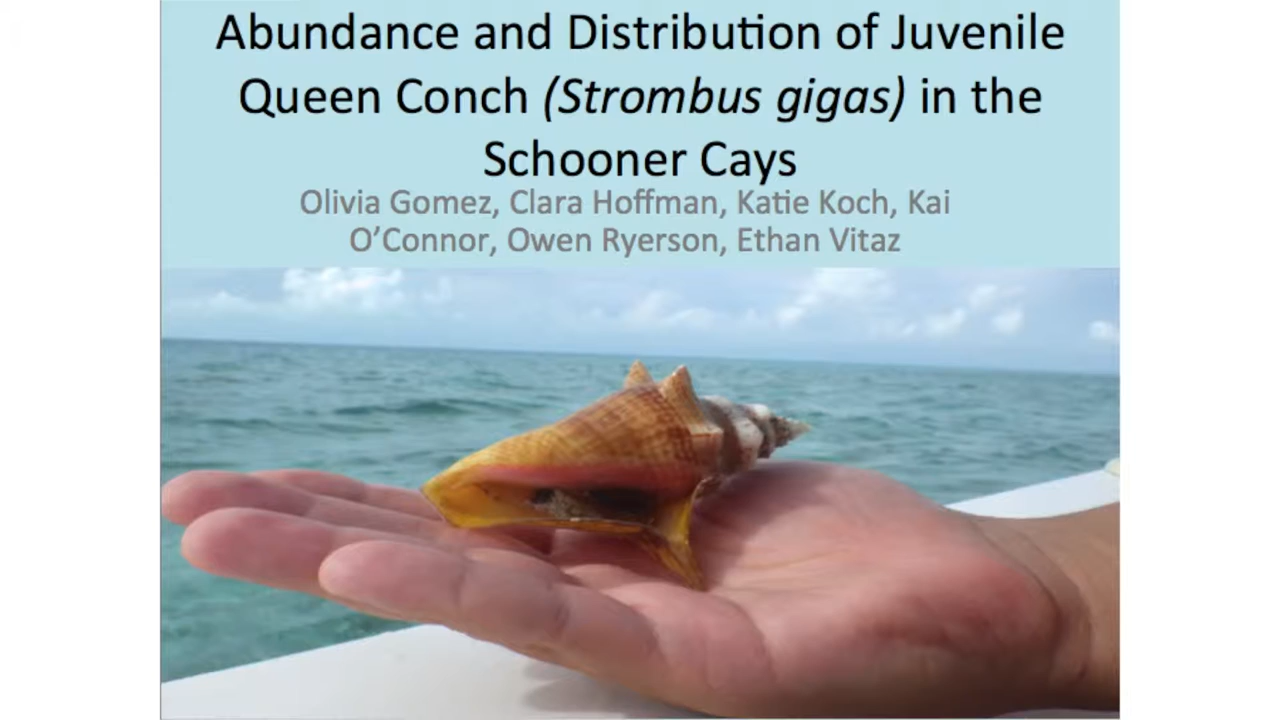 Abundance and Distribution of Juvenile
Queen Conch (Strombus gigas) in the
Schooner Cays
Olivia Gomez, Clara Hoffman, Katie Koch, Kai
O’Connor, Owen Ryerson, Ethan Vitaz